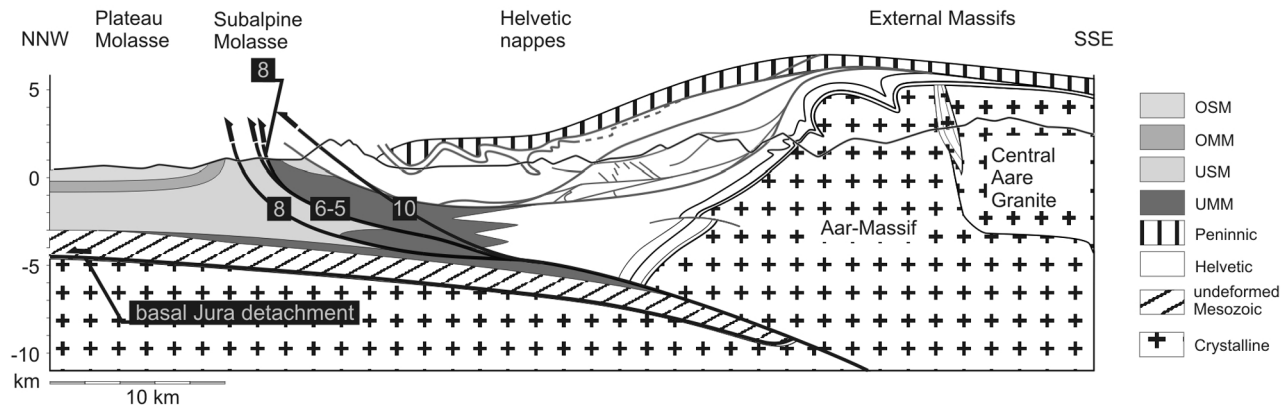 Plateau
Molasse
Subalpine
Molasse
Helvetic
nappes
External Massifs
NNW
SSE
8
5
0
-5
-10
km
10 km
8
6-5
10
Central
Aare
Granite
Aar-Massif
basal Jura detachment
OSM
OMM
USM
UMM
Peninnic
Helvetic
undeformed
Mesozoic
Crystalline